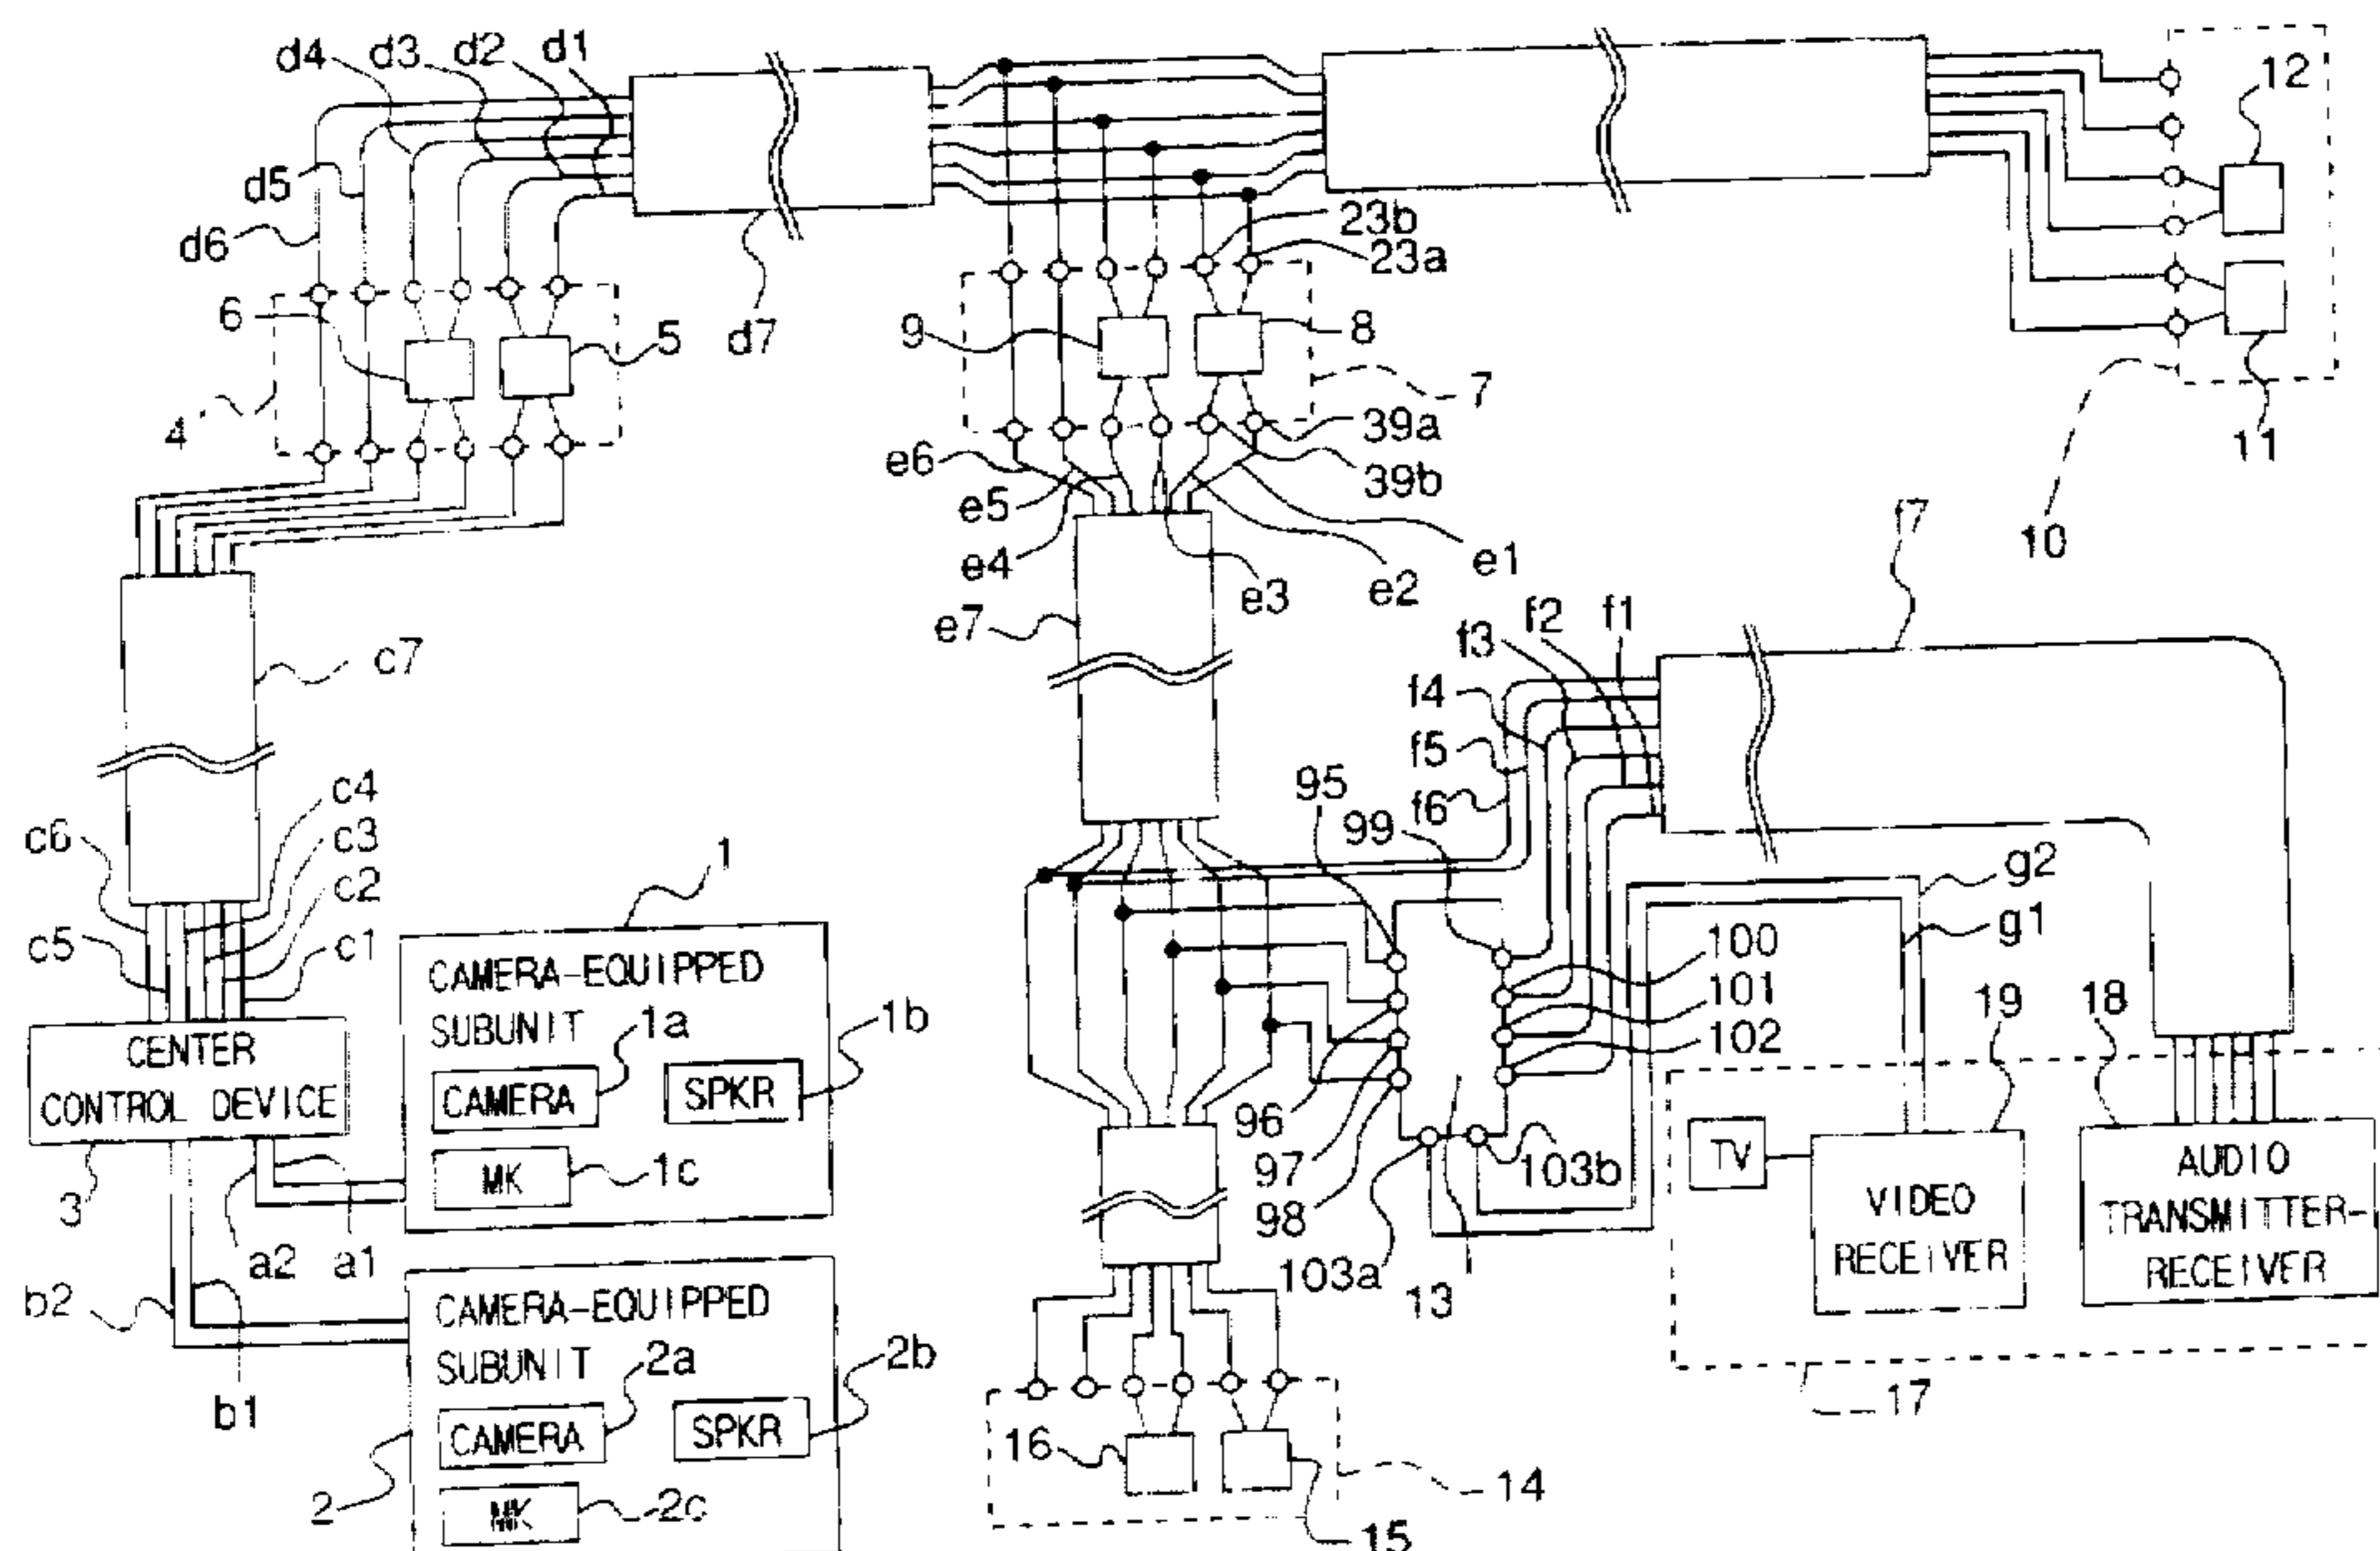 d4 d3 d2 d1
12
d5
23b
d6
23a
6
5
d7
9
8
4
7
39a
11
e6
39b
e5
10
e4
e3
e2
e1
f7
e7
f3 f2 f1
c7
f4
f5
95
f6
99
c4
c6
c3
c2
1
g2
c5
c1
g1
100
101
102
CAMERA-EQUIPPED
SUBUNIT
1a
1b
CAMERA
SPKR
MK
1c
CENTER
CONTROL DEVICE
3
a2 a1
96
97
98
103b
103a
13
19
18
TV
VIDEO
RECEIVER
AUDIO
TRANSMITTER-
RECEIVER
17
b2
b1
CAMERA-EQUIPPED
SUBUNIT
2a
2b
CAMERA
SPKR
2
MK
2c
16
14
15